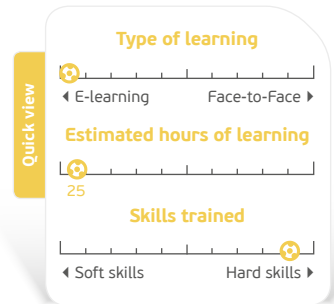 Quick view
Type of learning
E-learning Face-to-Face
Estimated hours of learning
25
Skills trained
Soft skills Hard skills